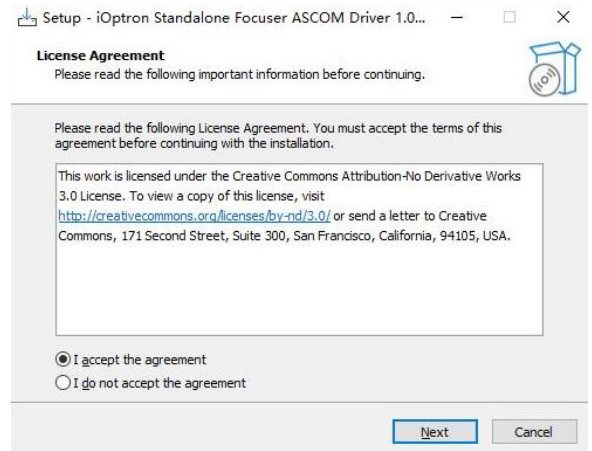 Setup - iOptron Standalone Focuser ASCOM Driver 1.0...
License Agreement
Please read the following important information before continuing.
Please read the following License Agreement. You must accept the terms of this
agreement before continuing with the installation.
This work is licensed under the Creative Commons Attribution-No Derivative Works
3.0 License. To view a copy of this license, visit
http://creativecommons.org/licenses/by-nd/3.0/ or send a letter to Creative
Commons, 171 Second Street, Suite 300, San Francisco, California, 94105, USA.
I accept the agreement
I do not accept the agreement
Next Cancel